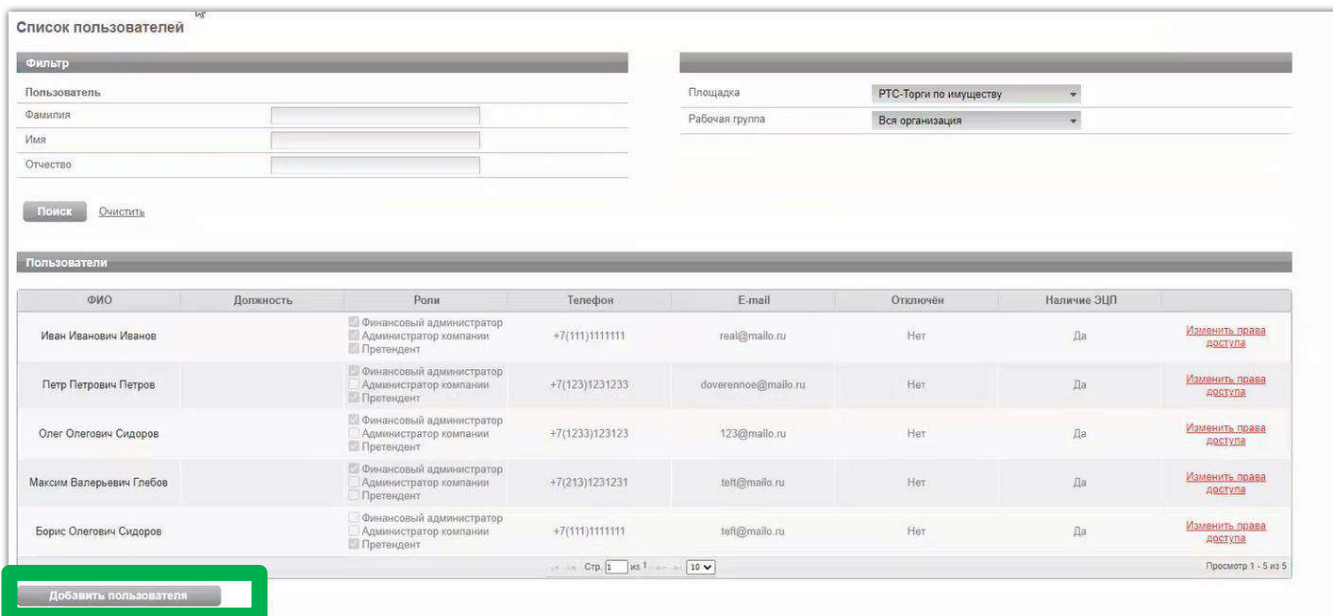 Список пользователей
Фильтр
Пользователь
Фамилия
Имя
Отчество
Площадка РТС-Торги по имуществу
Рабочая группа Вся организация
Поиск Очистить
Пользователи
ФИО Должность Роли Телефон E-mail Отключён Наличие ЭЦП
Иван Иванович Иванов Финансовый администратор +7(111)1111111 real@mailo.ru Нет Да Изменить права
Администратор компании доступа
Претендент
Петр Петрович Петров Финансовый администратор +7(123)1231233 doverennoe@mailo.ru Нет Да Изменить права
Администратор компании доступа
Претендент
Олег Олегович Сидоров Финансовый администратор +7(1233)123123 123@mailo.ru Нет Да Изменить права
Администратор компании доступа
Претендент
Максим Валерьевич Глебов Финансовый администратор +7(213)1231231 teft@mailo.ru Нет Да Изменить права
Администратор компании доступа
Претендент
Борис Олегович Сидоров Финансовый администратор +7(111)1111111 teft@mailo.ru Нет Да Изменить права
Администратор компании доступа
Претендент
Стр. 1 из 1 10 Просмотр 1 - 5 из 5
Добавить пользователя